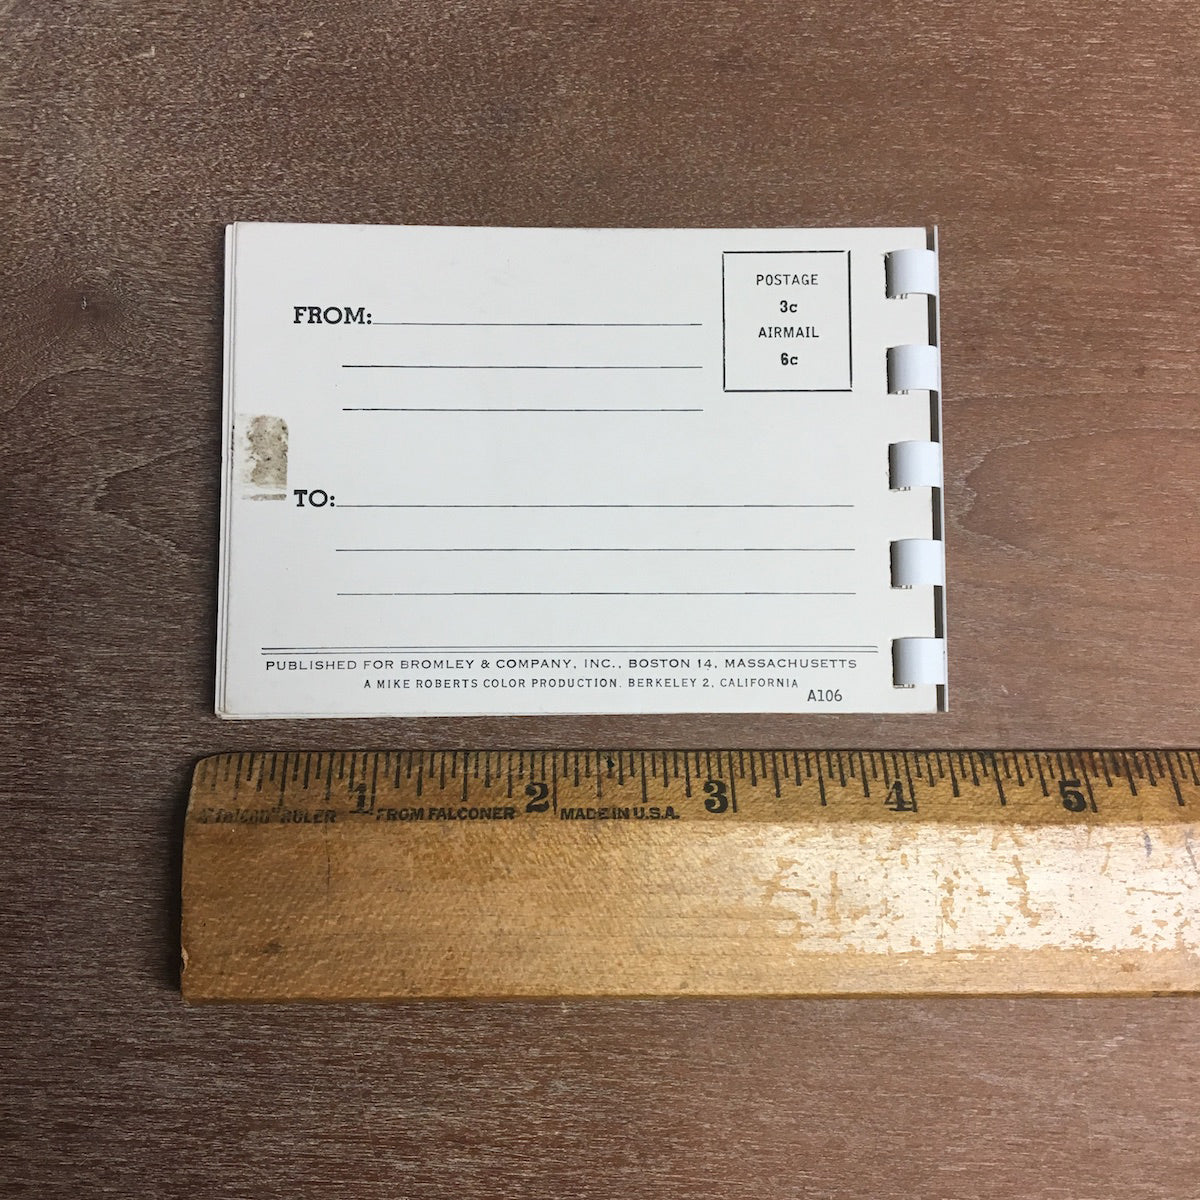 POSTAGE
3c
AIRMAIL
6c
FROM:
TO:
PUBLISHED FOR BROMLEY & COMPANY, INC., BOSTON 14, MASSACHUSETTS
A MIKE ROBERTS COLOR PRODUCTION. BERKELEY 2, CALIFORNIA
A106
1 2 3 4 5
RULER FROM FALCONER MADE IN U.S.A.